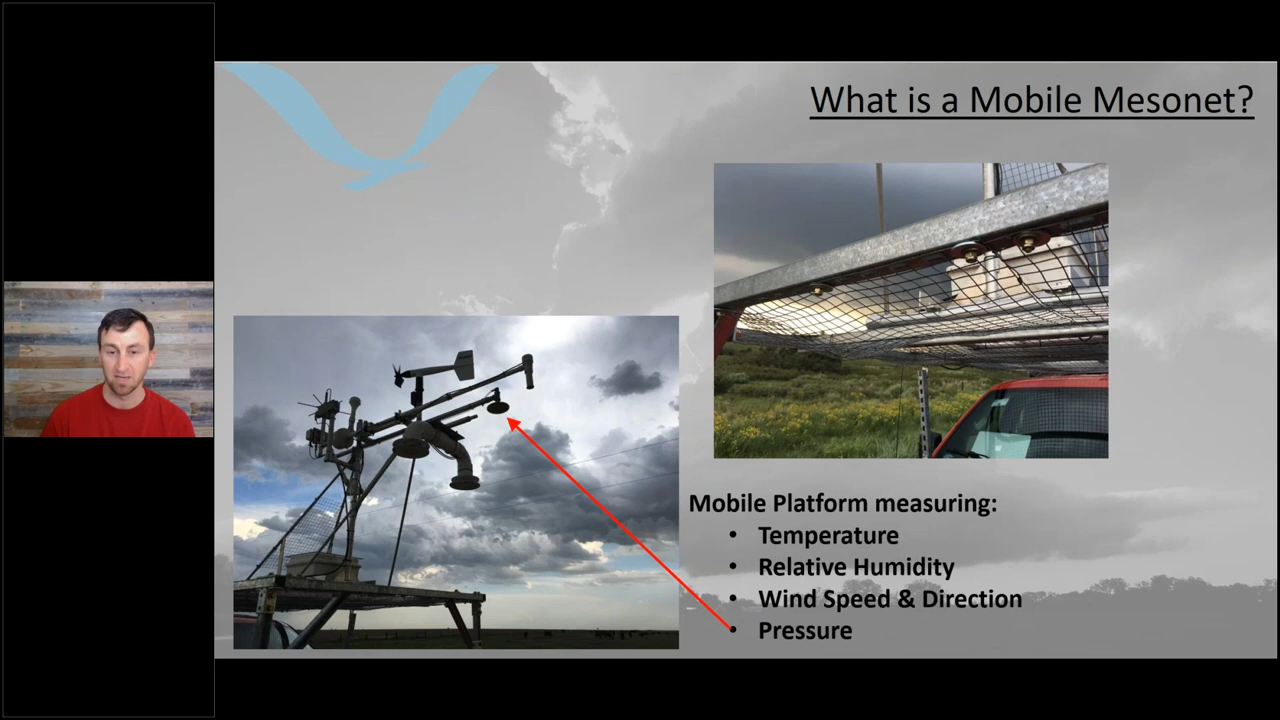 What is a Mobile Mesonet?
Mobile Platform measuring:
• Temperature
• Relative Humidity
• Wind Speed & Direction
• Pressure